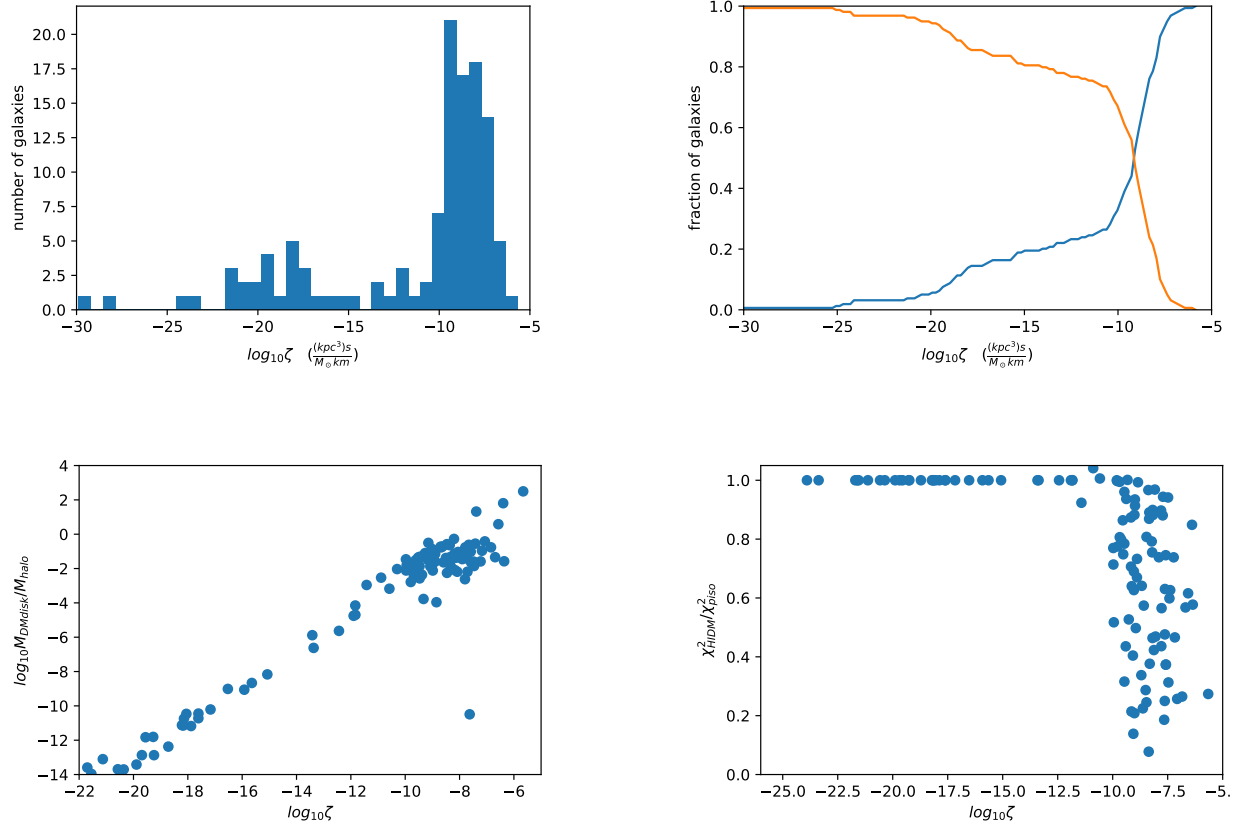 number of galaxies
20.0
17.5
15.0
12.5
10.0
7.5
5.0
2.5
0.0
−30 −25 −20 −15 −10 −5
log₁₀ζ ((kpc³)s / M⊙km)
fraction of galaxies
1.0
0.8
0.6
0.4
0.2
0.0
−30 −25 −20 −15 −10 −5
log₁₀ζ ((kpc³)s / M⊙km)
log₁₀M_DMdisk/M_halo
4
2
0
−2
−4
−6
−8
−10
−12
−14
−22 −20 −18 −16 −14 −12 −10 −8 −6
log₁₀ζ
χ²_HIDM/χ²_piso
1.0
0.8
0.6
0.4
0.2
0.0
−25.0 −22.5 −20.0 −17.5 −15.0 −12.5 −10.0 −7.5 −5.
log₁₀ζ